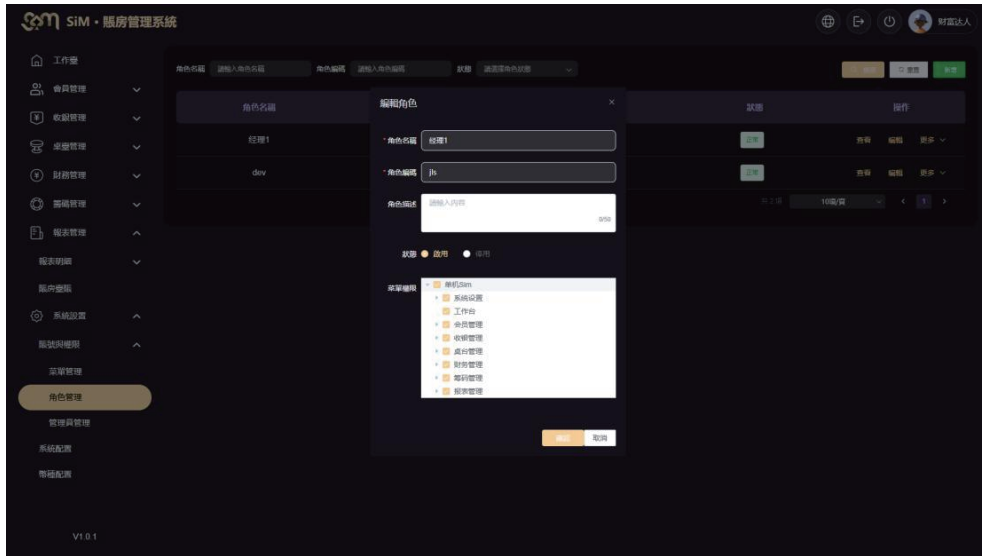 SiM · 賬房管理系統
财富达人
工作臺
會員管理
收銀管理
桌臺管理
財務管理
籌碼管理
報表管理
報表明細
賬房臺賬
系統設置
賬號與權限
菜單管理
角色管理
管理員管理
系統配置
幣種配置
V1.0.1
角色名稱 請輸入角色名稱 角色編碼 請輸入角色編碼 狀態 請選擇角色狀態 重置 新增
角色名稱 狀態 操作
经理1 正常 查看 編輯 更多
dev 正常 查看 編輯 更多
共 2 項 10條/頁 1
編輯角色
* 角色名稱 经理1
* 角色編碼 jls
角色描述 請輸入內容
0/50
狀態 啟用 停用
菜單權限 单机Sim
系统设置
工作台
会员管理
收银管理
桌台管理
财务管理
筹码管理
报表管理
取消